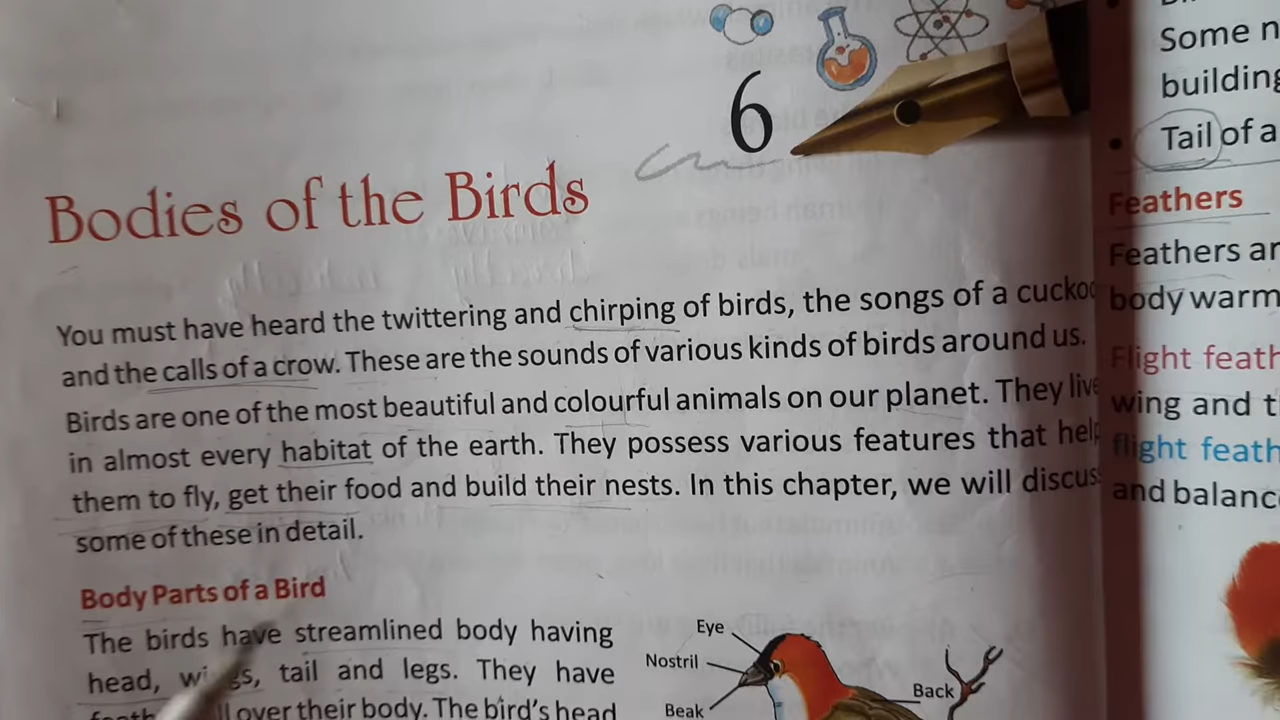 6
Bodies of the Birds
You must have heard the twittering and chirping of birds, the songs of a cuckoo
and the calls of a crow. These are the sounds of various kinds of birds around us.
Birds are one of the most beautiful and colourful animals on our planet. They live
in almost every habitat of the earth. They possess various features that help
them to fly, get their food and build their nests. In this chapter, we will discuss
some of these in detail.
Body Parts of a Bird
The birds have streamlined body having
head, wings, tail and legs. They have
over their body. The bird's head
Eye
Nostril
Beak
Back
Some n
building
Tail of a
Feathers
Feathers ar
body warm
Flight feath
wing and t
flight feath
and balanc